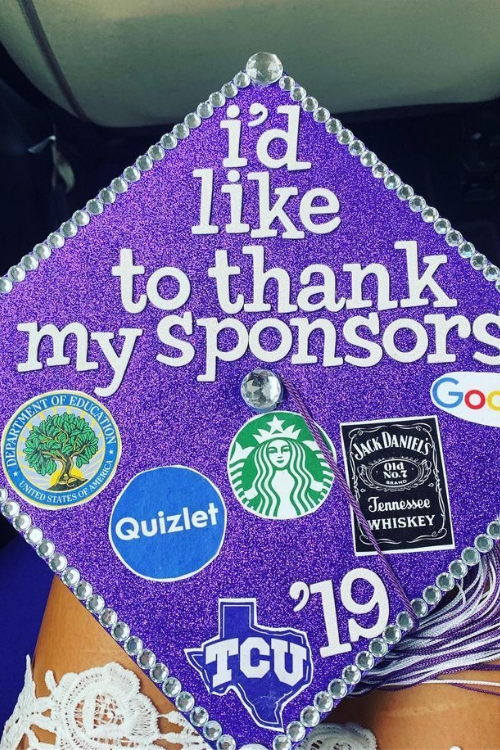 i'd
like
to thank
my sponsors
Goo
DEPARTMENT OF EDUCATION
UNITED STATES OF AMERICA
Quizlet
JACK DANIEL'S
Old
No. 7
BRAND
Tennessee
WHISKEY
'19
TCU